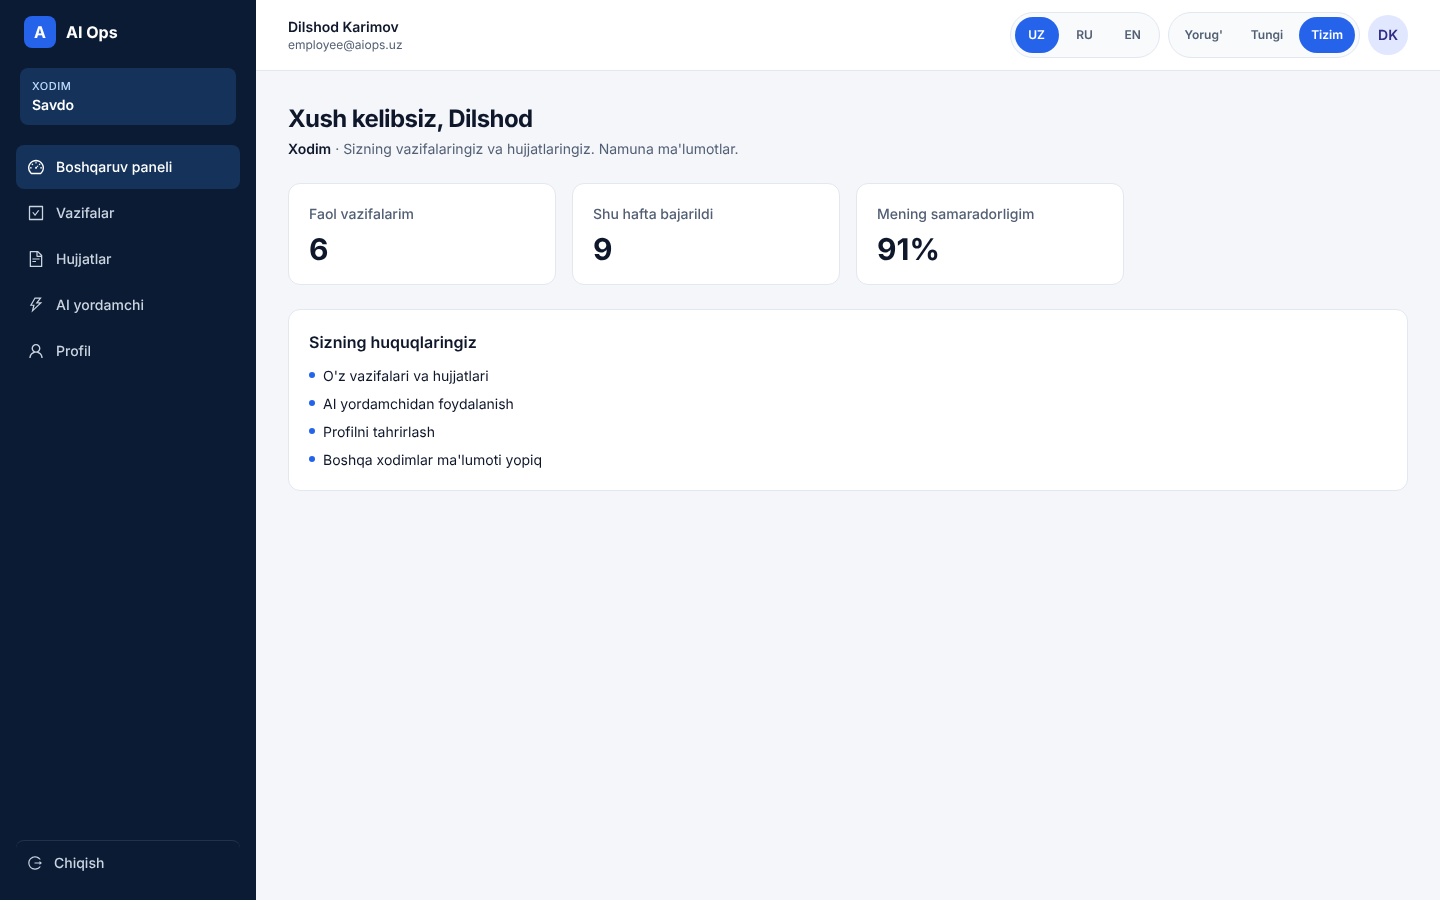 A AI Ops
XODIM
Savdo
Boshqaruv paneli
Vazifalar
Hujjatlar
AI yordamchi
Profil
Chiqish
Dilshod Karimov
employee@aiops.uz
UZ RU EN Yorug' Tungi Tizim DK
Xush kelibsiz, Dilshod
Xodim · Sizning vazifalaringiz va hujjatlaringiz. Namuna ma'lumotlar.
Faol vazifalarim
6
Shu hafta bajarildi
9
Mening samaradorligim
91%
Sizning huquqlaringiz
O'z vazifalari va hujjatlari
AI yordamchidan foydalanish
Profilni tahrirlash
Boshqa xodimlar ma'lumoti yopiq